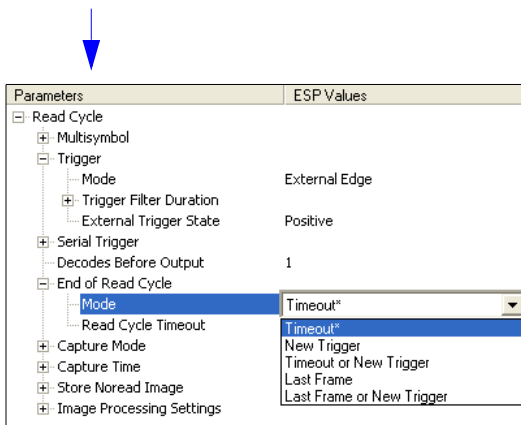 Parameters ESP Values
Read Cycle
Multisymbol
Trigger
Mode External Edge
Trigger Filter Duration
External Trigger State Positive
Serial Trigger
Decodes Before Output 1
End of Read Cycle
Mode Timeout*
Read Cycle Timeout Timeout*
New Trigger
Capture Mode Timeout or New Trigger
Capture Time Last Frame
Store Noread Image Last Frame or New Trigger
Image Processing Settings